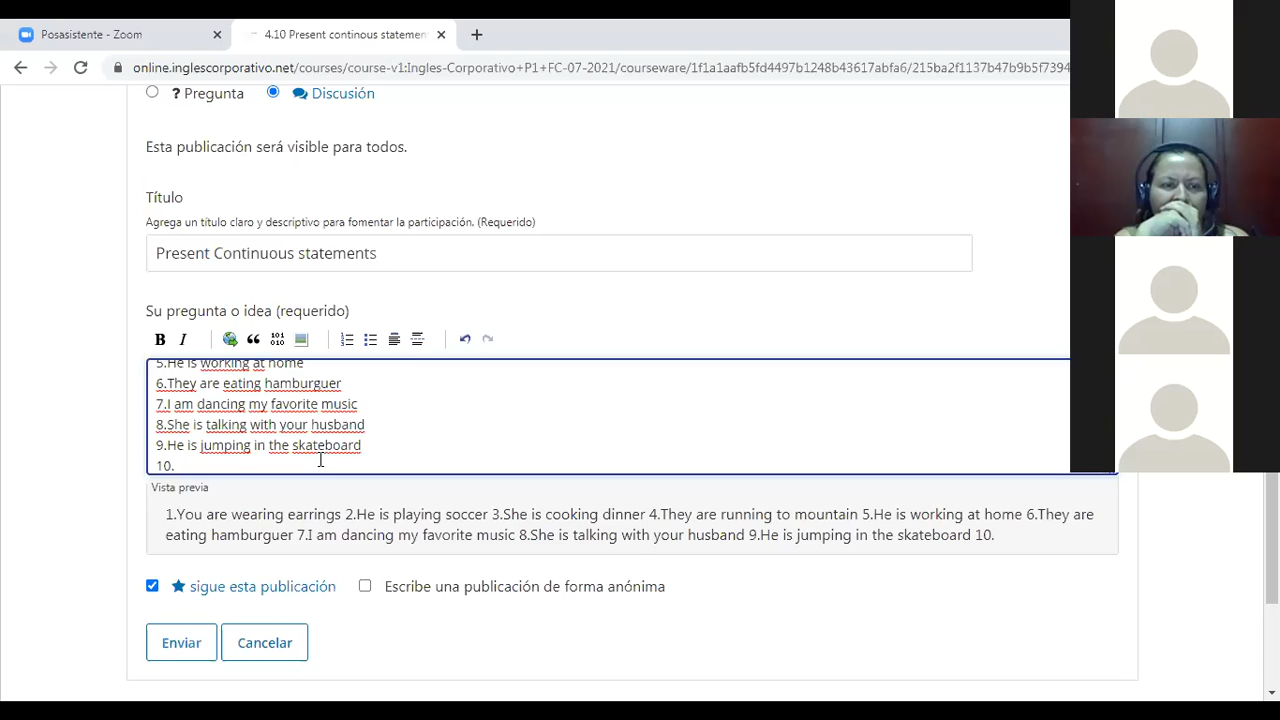 Posasistente - Zoom
4.10 Present continous statemen
online.inglescorporativo.net/courses/course-v1:Ingles-Corporativo+P1+FC-07-2021/courseware/1f1a1aafb5fd4497b1248b43617abfa6/215ba2f1137b47b9b5f7394
? Pregunta
Discusión
Esta publicación será visible para todos.
Título
Agrega un título claro y descriptivo para fomentar la participación. (Requerido)
Present Continuous statements
Su pregunta o idea (requerido)
B I
5.He is working at home
6.They are eating hamburguer
7.I am dancing my favorite music
8.She is talking with your husband
9.He is jumping in the skateboard
10.
Vista previa
1.You are wearing earrings 2.He is playing soccer 3.She is cooking dinner 4.They are running to mountain 5.He is working at home 6.They are
eating hamburguer 7.I am dancing my favorite music 8.She is talking with your husband 9.He is jumping in the skateboard 10.
sigue esta publicación
Escribe una publicación de forma anónima
Enviar
Cancelar